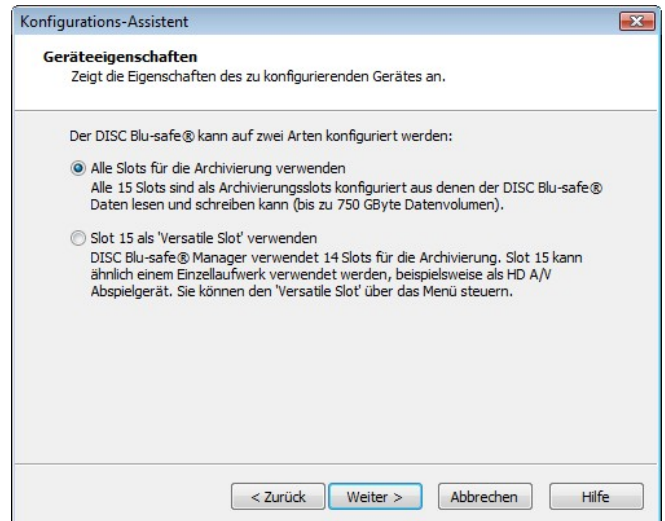 Konfigurations-Assistent
Geräteeigenschaften
Zeigt die Eigenschaften des zu konfigurierenden Gerätes an.
Der DISC Blu-safe® kann auf zwei Arten konfiguriert werden:
Alle Slots für die Archivierung verwenden
Alle 15 Slots sind als Archivierungsslots konfiguriert aus denen der DISC Blu-safe®
Daten lesen und schreiben kann (bis zu 750 GByte Datenvolumen).
Slot 15 als 'Versatile Slot' verwenden
DISC Blu-safe® Manager verwendet 14 Slots für die Archivierung. Slot 15 kann
ähnlich einem Einzellaufwerk verwendet werden, beispielsweise als HD A/V
Abspielgerät. Sie können den 'Versatile Slot' über das Menü steuern.
< Zurück Weiter > Abbrechen Hilfe